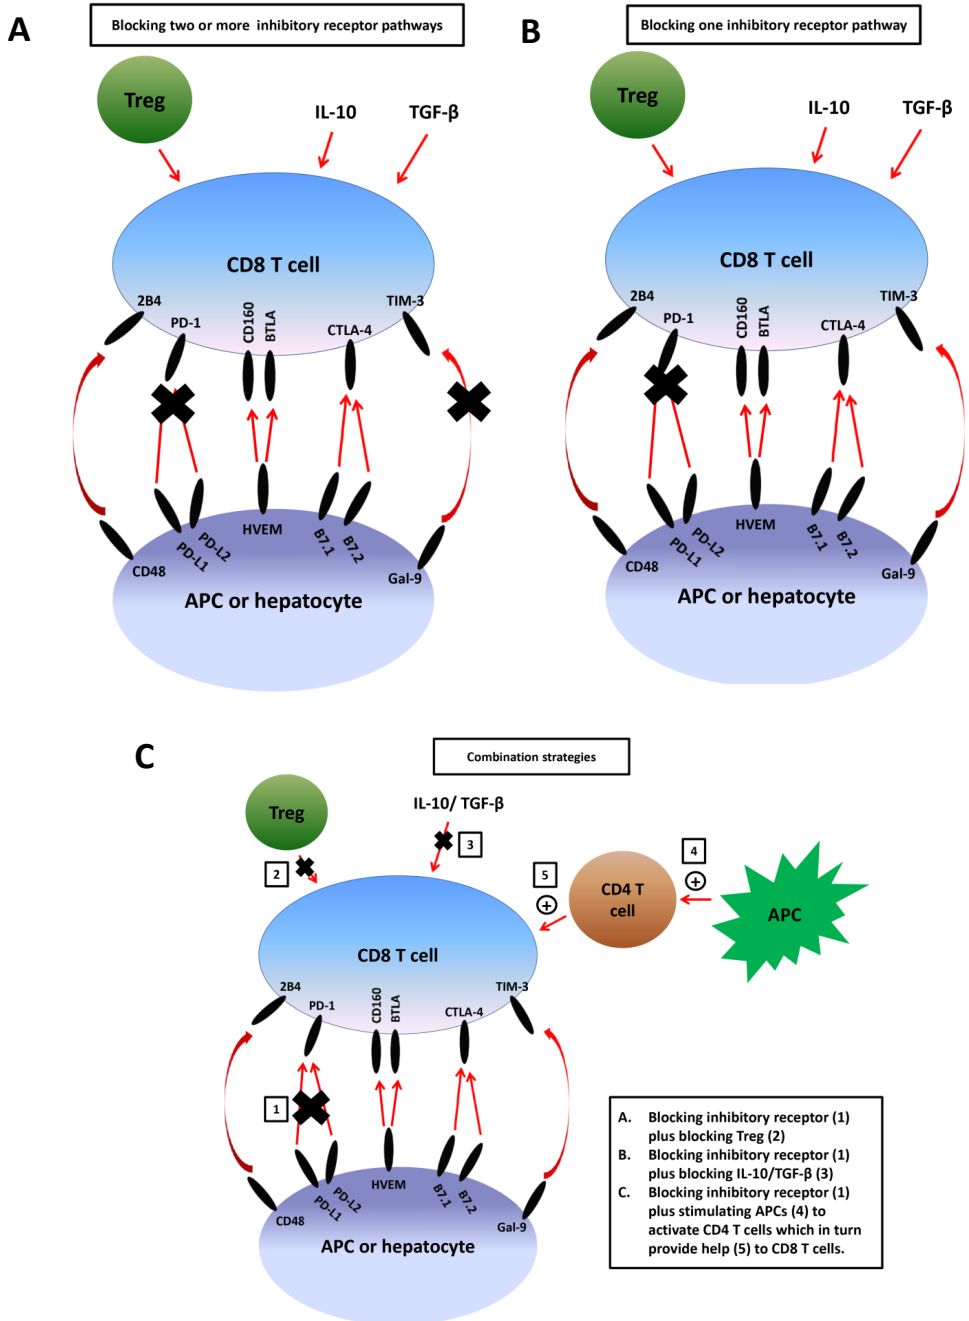 A
Blocking two or more inhibitory receptor pathways
Treg
IL-10
TGF-β
CD8 T cell
2B4
PD-1
CD160
BTLA
CTLA-4
TIM-3
CD48
PD-L1
PD-L2
HVEM
B7.1
B7.2
Gal-9
APC or hepatocyte
B
Blocking one inhibitory receptor pathway
Treg
IL-10
TGF-β
CD8 T cell
2B4
PD-1
CD160
BTLA
CTLA-4
TIM-3
CD48
PD-L1
PD-L2
HVEM
B7.1
B7.2
Gal-9
APC or hepatocyte
C
Combination strategies
Treg
IL-10/ TGF-β
2
3
4
5
+
+
CD4 T
cell
APC
CD8 T cell
2B4
PD-1
CD160
BTLA
CTLA-4
TIM-3
1
CD48
PD-L1
PD-L2
HVEM
B7.1
B7.2
Gal-9
APC or hepatocyte
A. Blocking inhibitory receptor (1)
plus blocking Treg (2)
B. Blocking inhibitory receptor (1)
plus blocking IL-10/TGF-β (3)
C. Blocking inhibitory receptor (1)
plus stimulating APCs (4) to
activate CD4 T cells which in turn
provide help (5) to CD8 T cells.